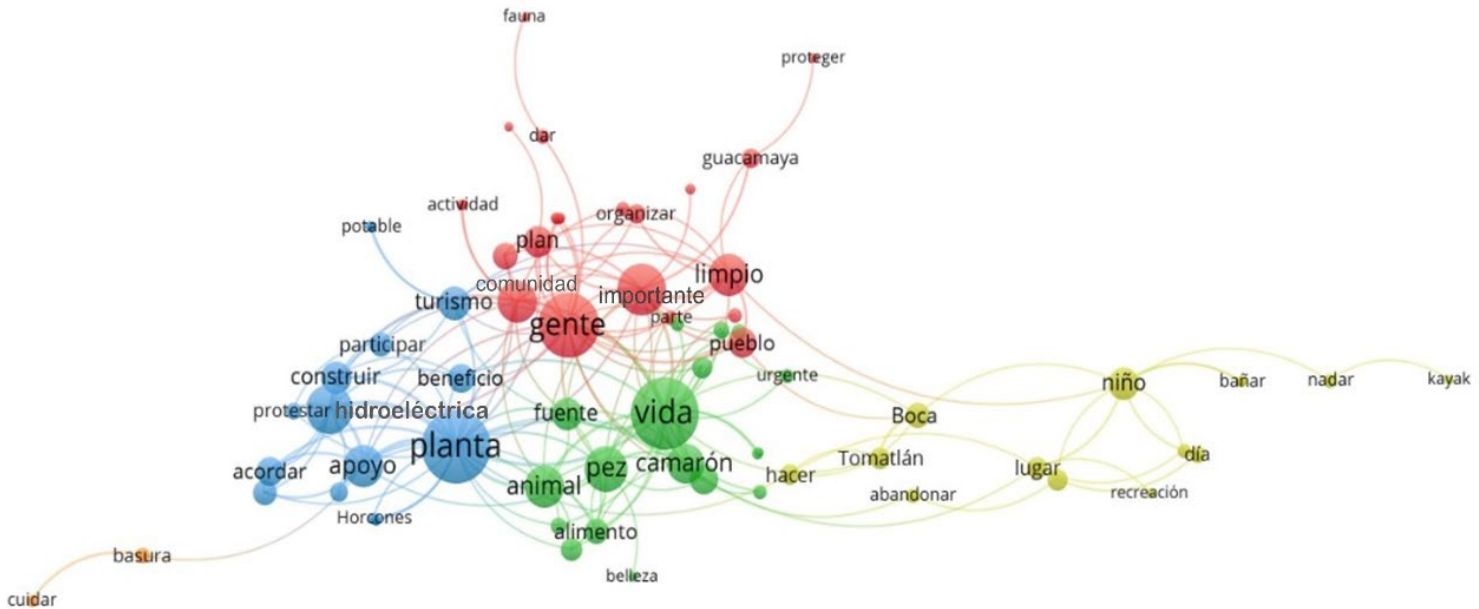 fauna
proteger
dar
guacamaya
actividad
organizar
potable
plan
limpio
comunidad
importante
turismo
parte
gente
participar
pueblo
construir
beneficio
urgente
niño
bañar
nadar
kayak
protestar
hidroeléctrica
fuente
vida
Boca
planta
acordar
apoyo
pez
camarón
animal
hacer
Tomatlán
lugar
día
abandonar
recreación
Horcones
alimento
basura
belleza
cuidar